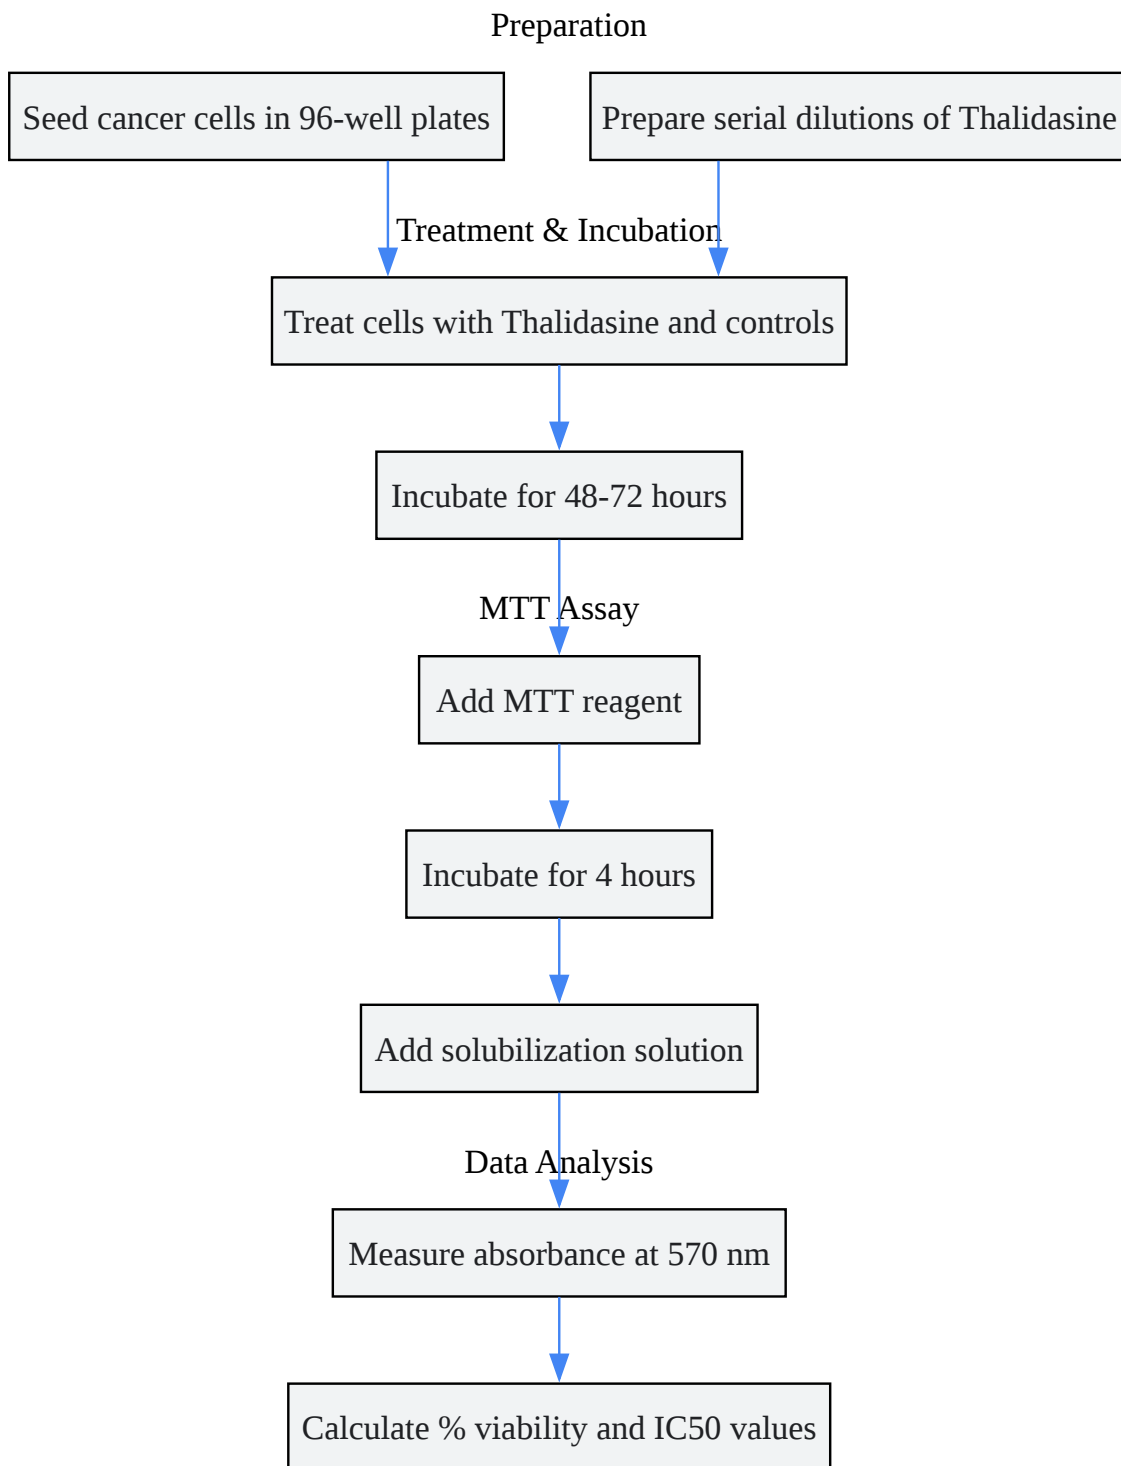 Preparation
Seed cancer cells in 96-well plates
Prepare serial dilutions of Thalidasine
Treatment & Incubation
Treat cells with Thalidasine and controls
Incubate for 48-72 hours
MTT Assay
Add MTT reagent
Incubate for 4 hours
Add solubilization solution
Data Analysis
Measure absorbance at 570 nm
Calculate % viability and IC50 values